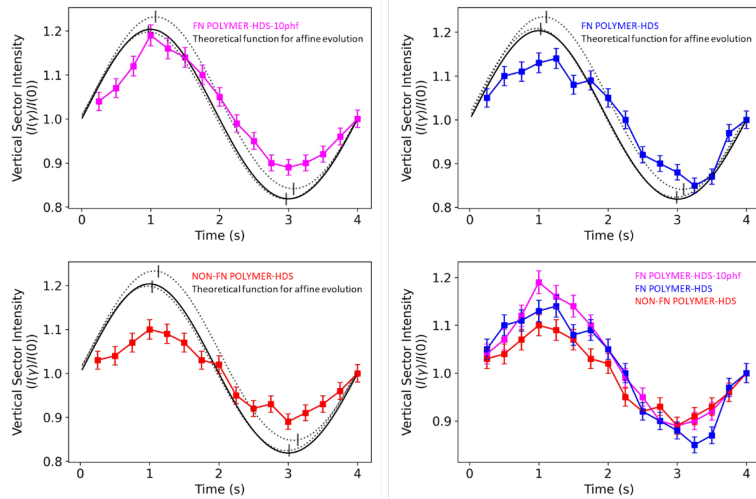 FN POLYMER-HDS-10phf
Theoretical function for affine evolution
Vertical Sector Intensity
(I(γ)/I(0))
1.2
1.1
1.0
0.9
0.8
0
1
2
3
4
Time (s)
FN POLYMER-HDS
Theoretical function for affine evolution
Vertical Sector Intensity
(I(γ)/I(0))
1.2
1.1
1.0
0.9
0.8
0
1
2
3
4
Time (s)
NON-FN POLYMER-HDS
Theoretical function for affine evolution
Vertical Sector Intensity
(I(γ)/I(0))
1.2
1.1
1.0
0.9
0.8
0
1
2
3
4
Time (s)
FN POLYMER-HDS-10phf
FN POLYMER-HDS
NON-FN POLYMER-HDS
Vertical Sector Intensity
(I(γ)/I(0))
1.2
1.1
1.0
0.9
0
1
2
3
4
Time (s)